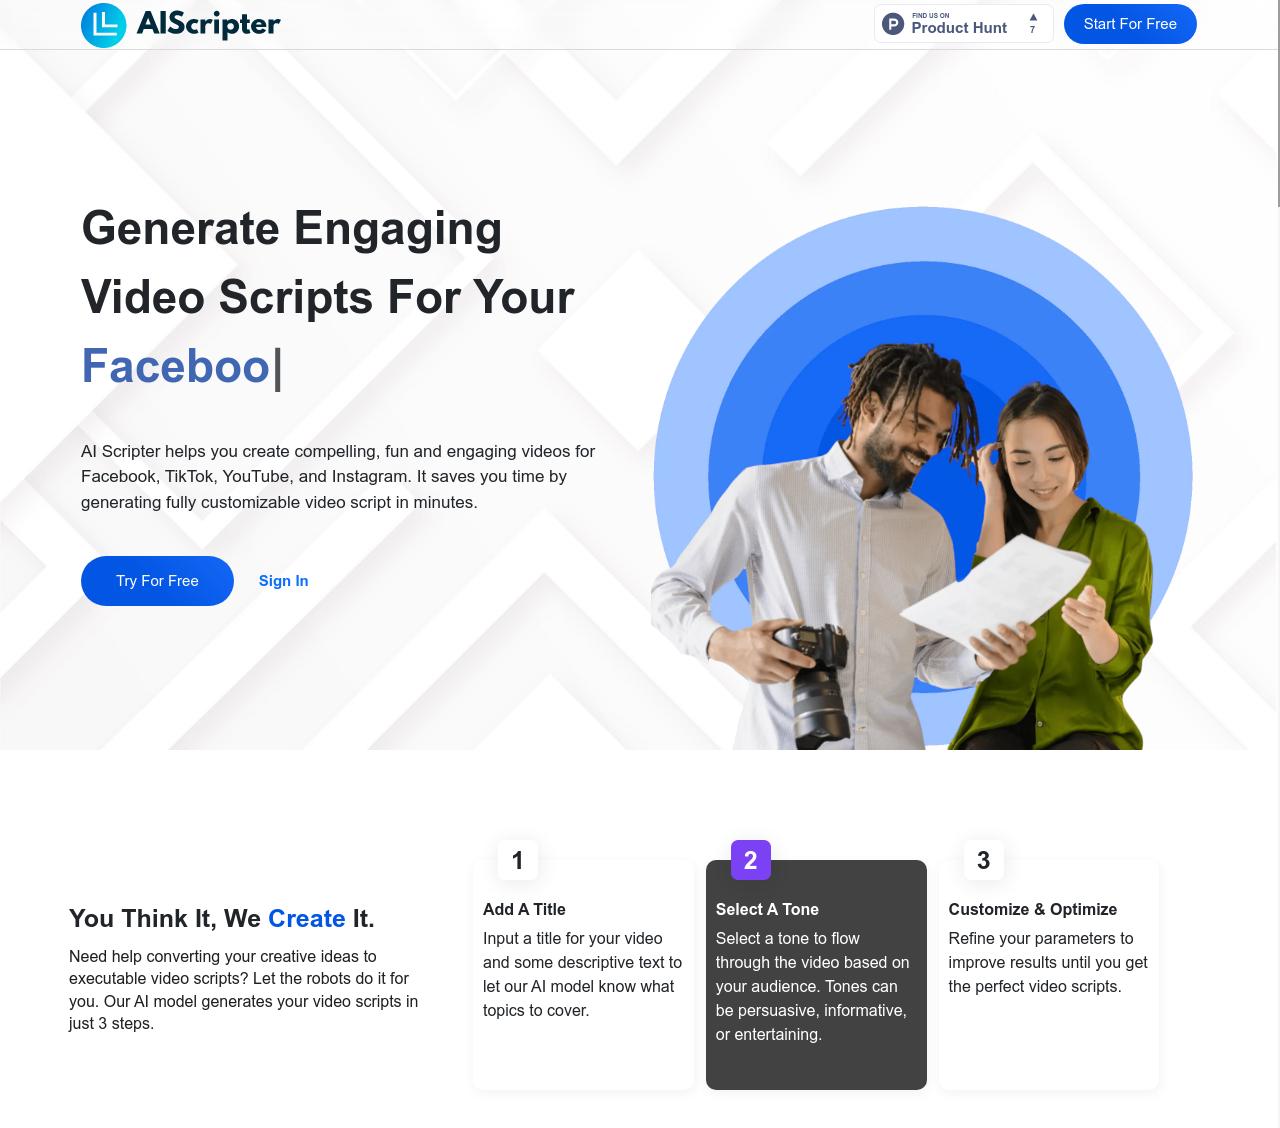 AIScripter
FIND US ON
Product Hunt
▲
7
Start For Free
Generate Engaging
Video Scripts For Your
Faceboo|
AI Scripter helps you create compelling, fun and engaging videos for
Facebook, TikTok, YouTube, and Instagram. It saves you time by
generating fully customizable video script in minutes.
Try For Free
Sign In
You Think It, We Create It.
Need help converting your creative ideas to
executable video scripts? Let the robots do it for
you. Our AI model generates your video scripts in
just 3 steps.
1
Add A Title
Input a title for your video
and some descriptive text to
let our AI model know what
topics to cover.
2
Select A Tone
Select a tone to flow
through the video based on
your audience. Tones can
be persuasive, informative,
or entertaining.
3
Customize & Optimize
Refine your parameters to
improve results until you get
the perfect video scripts.